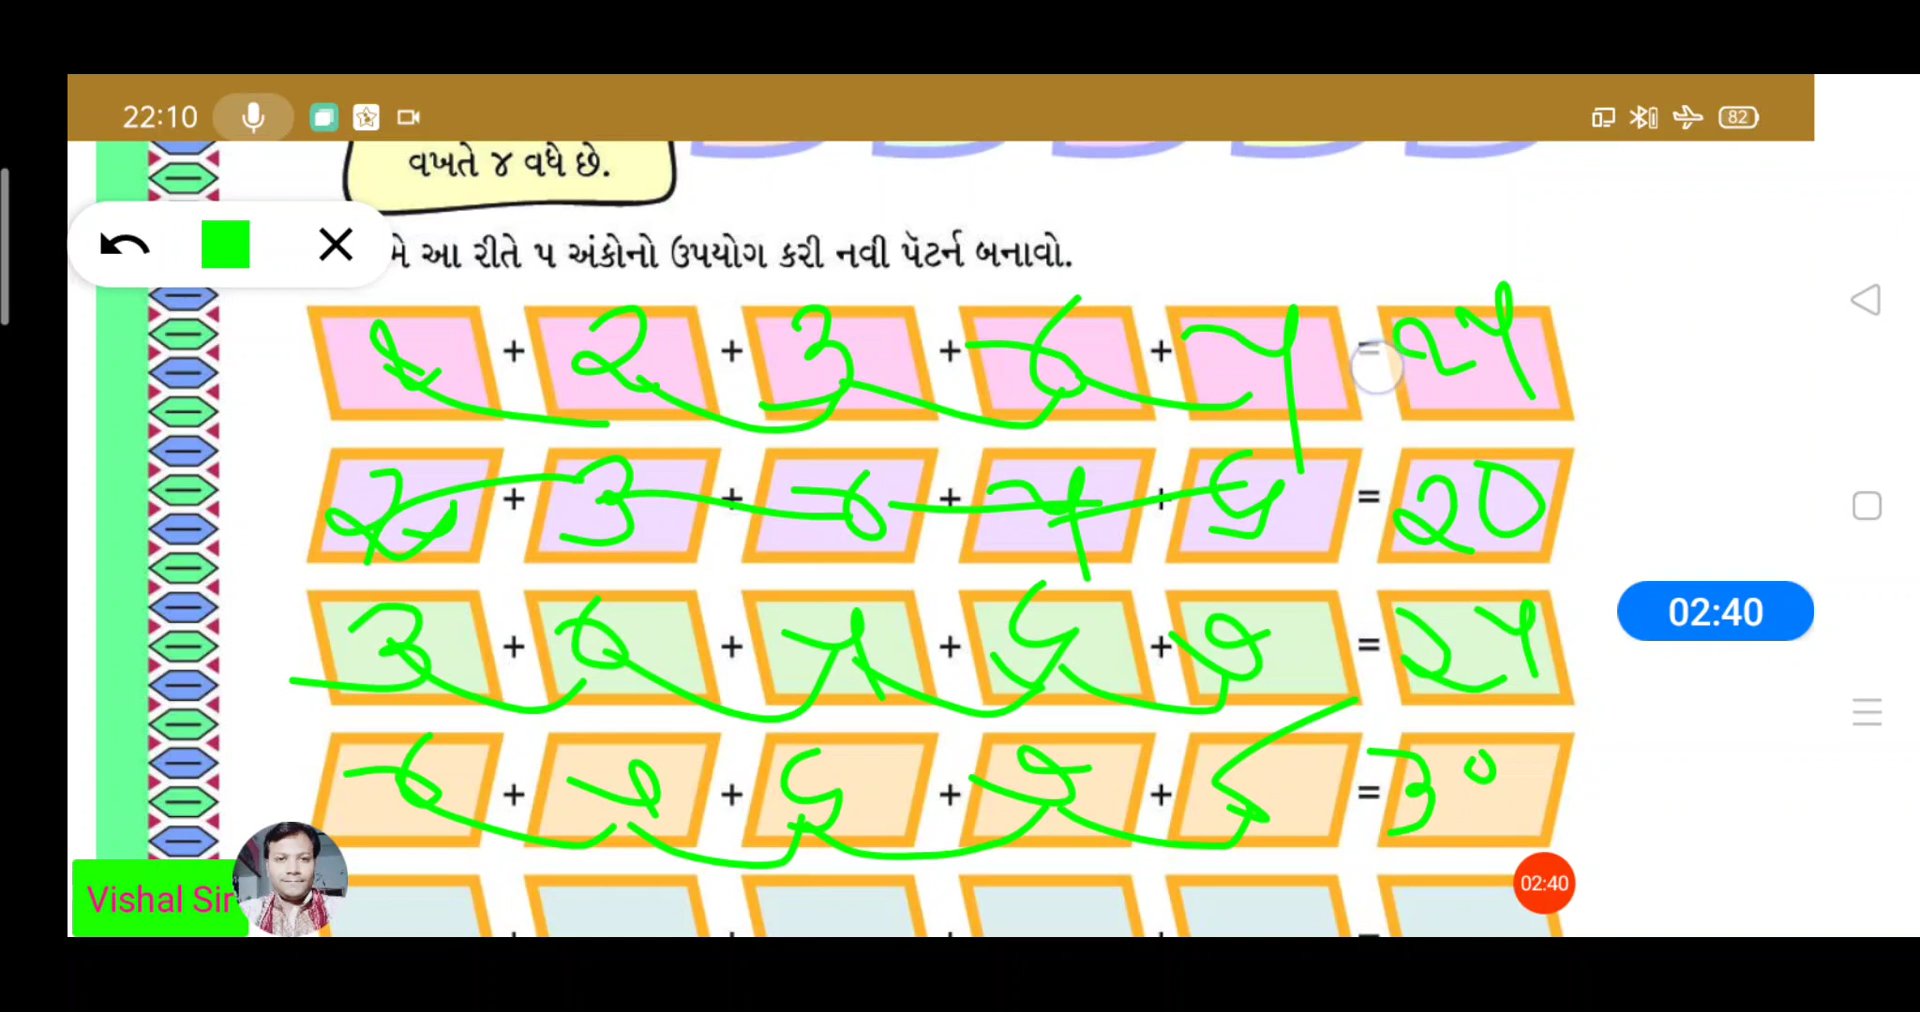 22:10 82
વખતે ૪ વધે છે.
મે આ રીતે ૫ અંકોનો ઉપયોગ કરી નવી પૅટર્ન બનાવો.
૧ + ૨ + ૩ + ૪ + ૫ = ૨૫
૨ + ૩ + ૪ + ૫ + ૬ = ૨૦
02:40
૩ + ૪ + ૫ + ૬ + ૭ = ૨૫
૪ + ૫ + ૬ + ૭ + ૮ = ૩૦
Vishal Sir
02:40